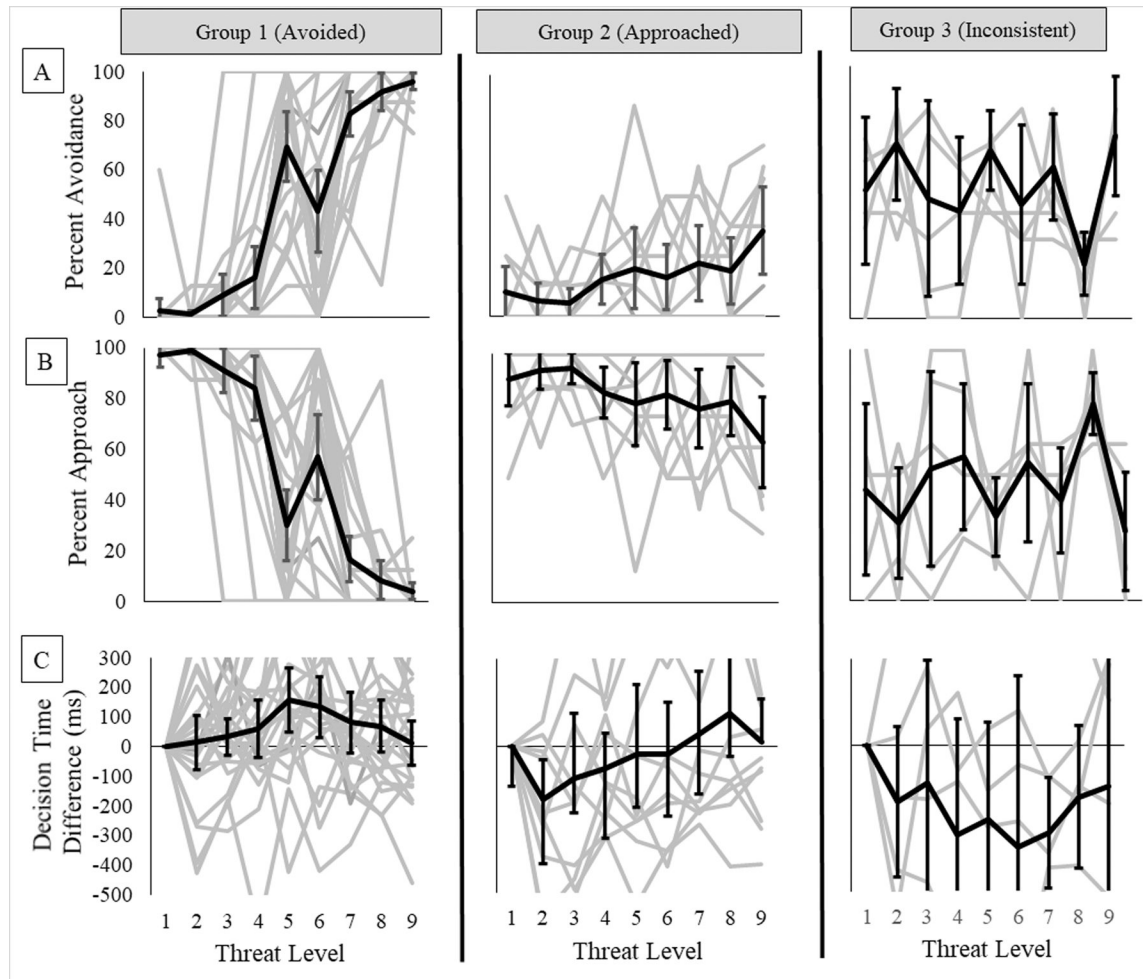 Group 1 (Avoided)
Group 2 (Approached)
Group 3 (Inconsistent)
A
Percent Avoidance
100
80
60
40
20
0
B
Percent Approach
100
80
60
40
20
0
C
Decision Time
Difference (ms)
300
200
100
0
-100
-200
-300
-400
-500
1 2 3 4 5 6 7 8 9
1 2 3 4 5 6 7 8 9
1 2 3 4 5 6 7 8 9
Threat Level
Threat Level
Threat Level